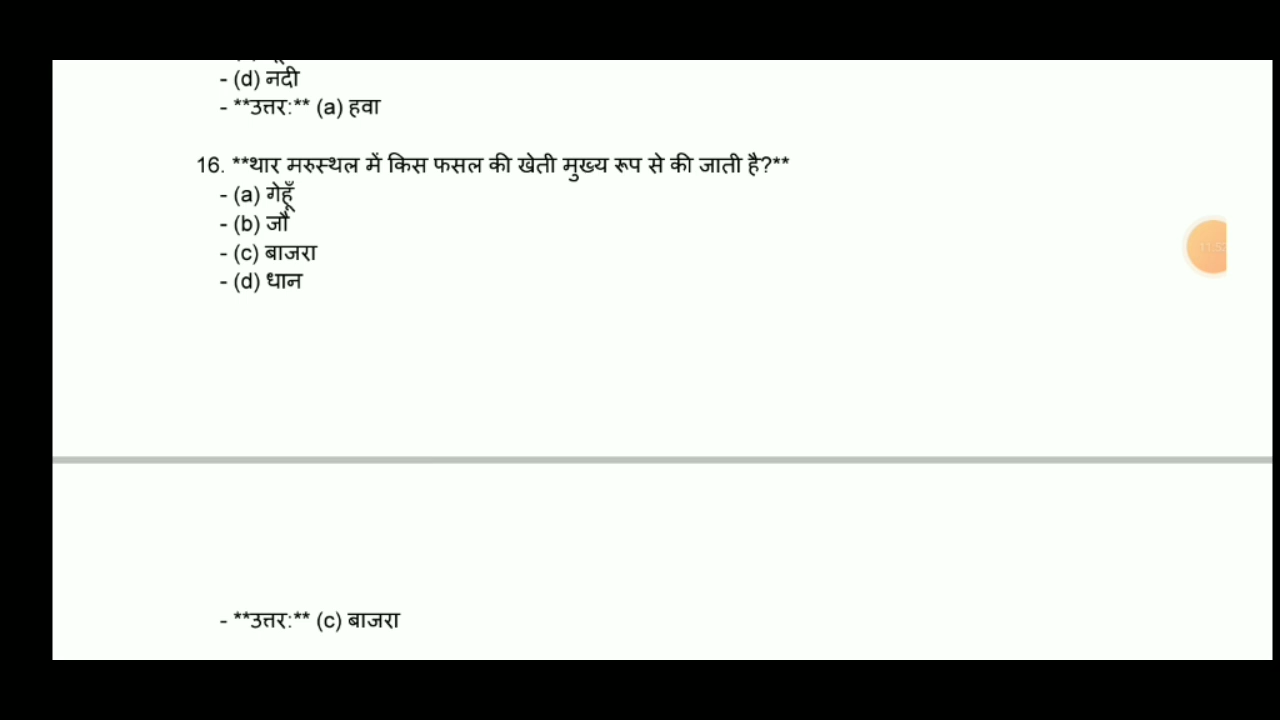 - (d) नदी
- **उत्तर:** (a) हवा
16. **थार मरुस्थल में किस फसल की खेती मुख्य रूप से की जाती है?**
- (a) गेहूँ
- (b) जौ
- (c) बाजरा
- (d) धान
- **उत्तर:** (c) बाजरा